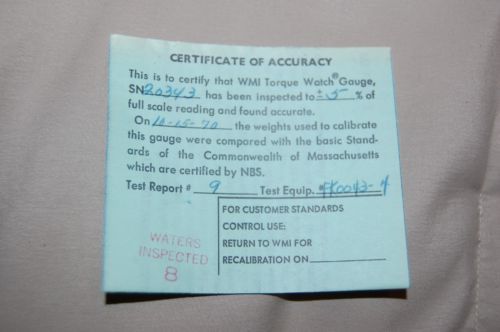 CERTIFICATE OF ACCURACY
This is to certify that WMI Torque Watch® Gauge,
SN 20343 has been inspected to ± 5 % of
full scale reading and found accurate.
On 10-15-70 the weights used to calibrate
this gauge were compared with the basic Stand-
ards of the Commonwealth of Massachusetts
which are certified by NBS.
Test Report # 9 Test Equip. #
FOR CUSTOMER STANDARDS
CONTROL USE:
RETURN TO WMI FOR
RECALIBRATION ON
WATERS
INSPECTED
8